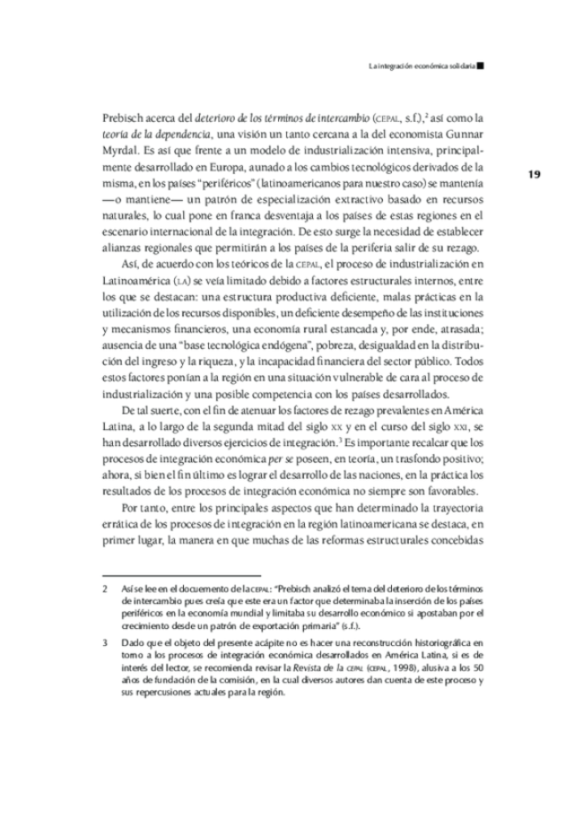 La integración económica solidaria
19
Prebisch acerca del deterioro de los términos de intercambio (CEPAL, s.f.),2 así como la
teoría de la dependencia, una visión un tanto cercana a la del economista Gunnar
Myrdal. Es así que frente a un modelo de industrialización intensiva, principal-
mente desarrollado en Europa, aunado a los cambios tecnológicos derivados de la
misma, en los países “periféricos” (latinoamericanos para nuestro caso) se mantenía
—o mantiene— un patrón de especialización extractivo basado en recursos
naturales, lo cual pone en franca desventaja a los países de estas regiones en el
escenario internacional de la integración. De esto surge la necesidad de establecer
alianzas regionales que permitirán a los países de la periferia salir de su rezago.
Así, de acuerdo con los teóricos de la CEPAL, el proceso de industrialización en
Latinoamérica (LA) se veía limitado debido a factores estructurales internos, entre
los que se destacan: una estructura productiva deficiente, malas prácticas en la
utilización de los recursos disponibles, un deficiente desempeño de las instituciones
y mecanismos financieros, una economía rural estancada y, por ende, atrasada;
ausencia de una “base tecnológica endógena”, pobreza, desigualdad en la distribu-
ción del ingreso y la riqueza, y la incapacidad financiera del sector público. Todos
estos factores ponían a la región en una situación vulnerable de cara al proceso de
industrialización y una posible competencia con los países desarrollados.
De tal suerte, con el fin de atenuar los factores de rezago prevalentes en América
Latina, a lo largo de la segunda mitad del siglo XX y en el curso del siglo XXI, se
han desarrollado diversos ejercicios de integración.3 Es importante recalcar que los
procesos de integración económica per se poseen, en teoría, un trasfondo positivo;
ahora, si bien el fin último es lograr el desarrollo de las naciones, en la práctica los
resultados de los procesos de integración económica no siempre son favorables.
Por tanto, entre los principales aspectos que han determinado la trayectoria
errática de los procesos de integración en la región latinoamericana se destaca, en
primer lugar, la manera en que muchas de las reformas estructurales concebidas
2 Así se lee en el docuemento de la CEPAL: “Prebisch analizó el tema del deterioro de los términos
de intercambio pues creía que este era un factor que determinaba la inserción de los países
periféricos en la economía mundial y limitaba su desarrollo económico si apostaban por el
crecimiento desde un patrón de exportación primaria” (s.f.).
3 Dado que el objeto del presente acápite no es hacer una reconstrucción historiográfica en
torno a los procesos de integración económica desarrollados en América Latina, si es de
interés del lector, se recomienda revisar la Revista de la CEPAL (CEPAL, 1998), alusiva a los 50
años de fundación de la comisión, en la cual diversos autores dan cuenta de este proceso y
sus repercusiones actuales para la región.